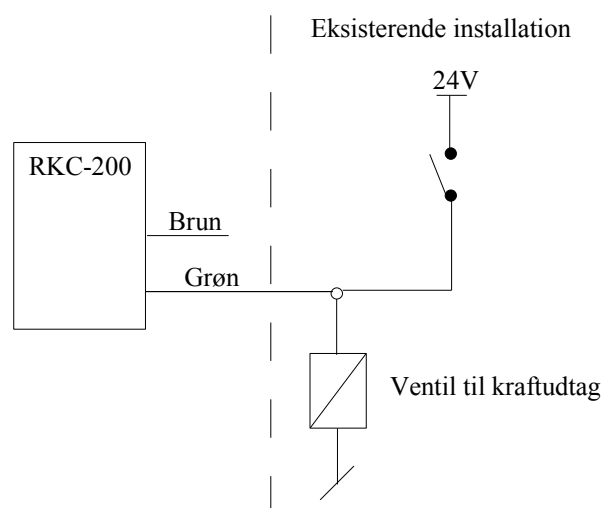 Eksisterende installation
24V
RKC-200
Brun
Grøn
Ventil til kraftudtag